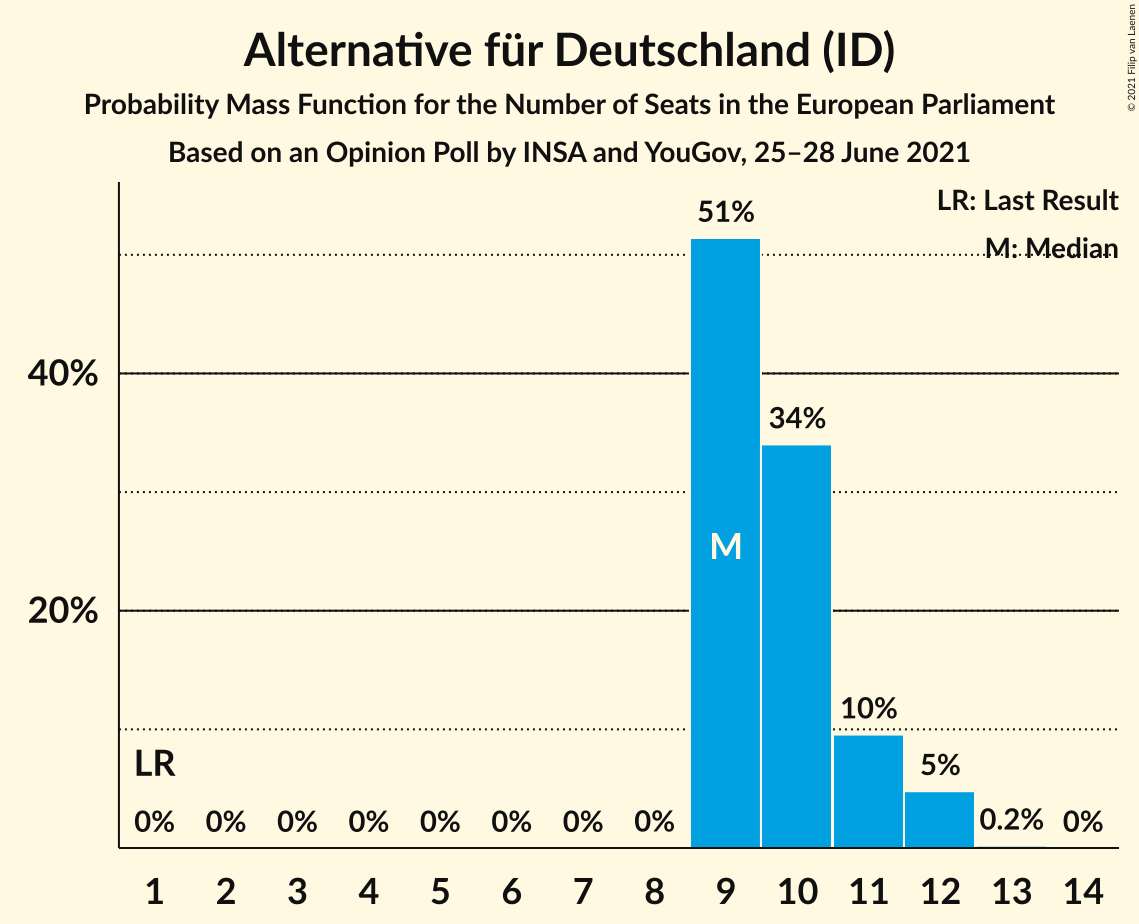 Alternative für Deutschland (ID)
Probability Mass Function for the Number of Seats in the European Parliament
Based on an Opinion Poll by INSA and YouGov, 25–28 June 2021
© 2021 Filip van Laenen
LR: Last Result
M: Median
51%
40%
34%
M
20%
10%
LR
5%
0% 0% 0% 0% 0% 0% 0% 0% 0.2% 0%
1 2 3 4 5 6 7 8 9 10 11 12 13 14